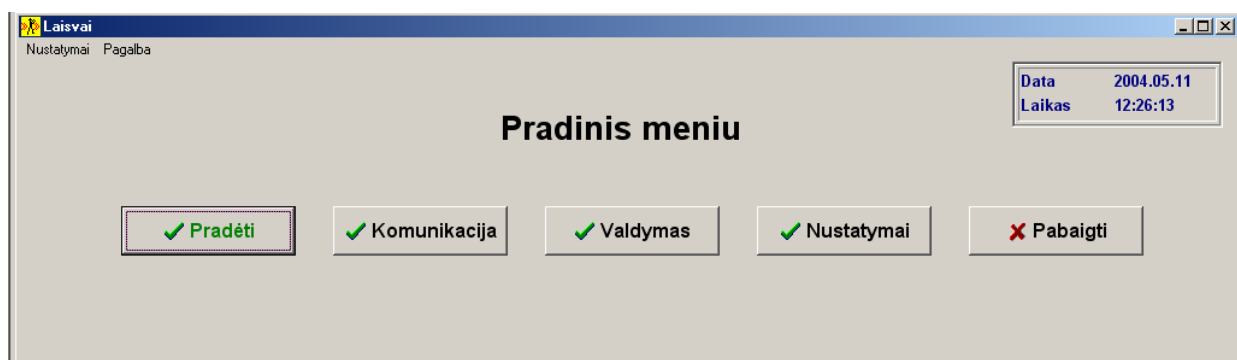 Laisvai
Nustatymai Pagalba
Data 2004.05.11
Laikas 12:26:13
Pradinis meniu
Pradėti Komunikacija Valdymas Nustatymai Pabaigti